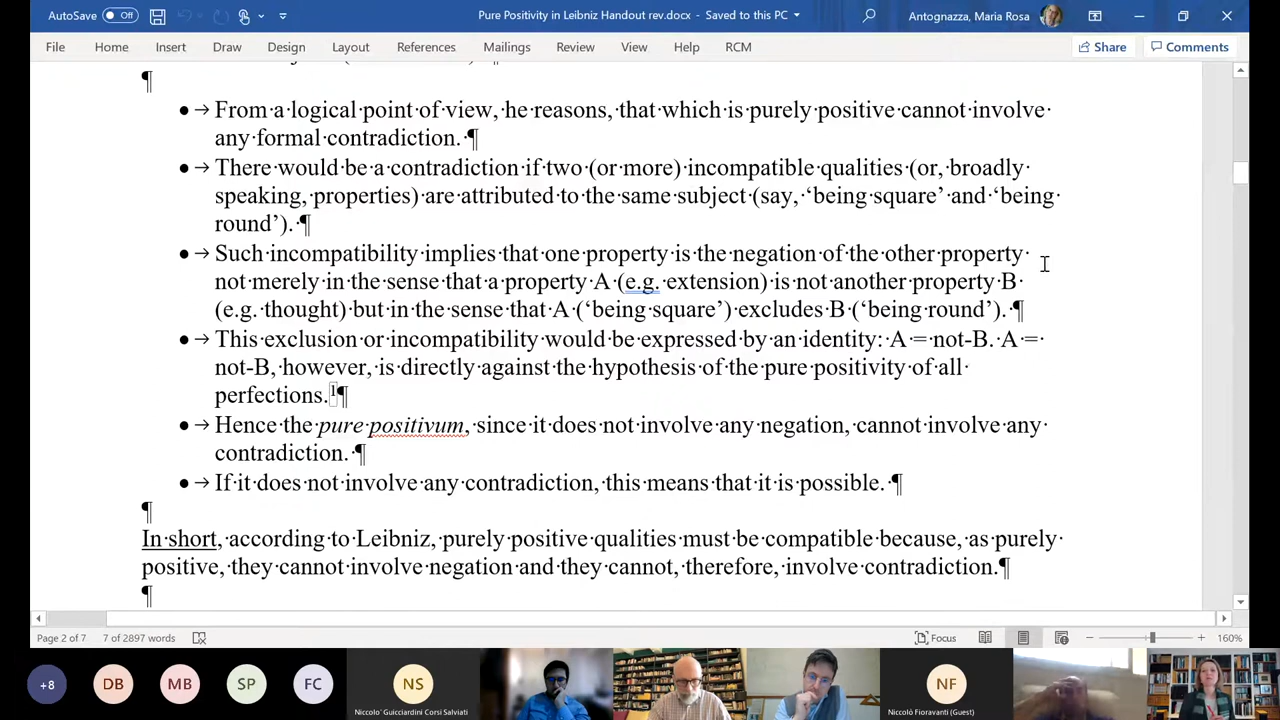 AutoSave Off Pure Positivity in Leibniz Handout rev.docx - Saved to this PC Antognazza, Maria Rosa
File Home Insert Draw Design Layout References Mailings Review View Help RCM Share Comments
¶
•→From·a·logical·point·of·view,·he·reasons,·that·which·is·purely·positive·cannot·involve·
any·formal·contradiction.·¶
•→There·would·be·a·contradiction·if·two·(or·more)·incompatible·qualities·(or,·broadly·
speaking,·properties)·are·attributed·to·the·same·subject·(say,·‘being·square’·and·‘being·
round’).·¶
•→Such·incompatibility·implies·that·one·property·is·the·negation·of·the·other·property·
not·merely·in·the·sense·that·a·property·A·(e.g.·extension)·is·not·another·property·B·
(e.g.·thought)·but·in·the·sense·that·A·(‘being·square’)·excludes·B·(‘being·round’).·¶
•→This·exclusion·or·incompatibility·would·be·expressed·by·an·identity:·A·=·not-B.·A·=·
not-B,·however,·is·directly·against·the·hypothesis·of·the·pure·positivity·of·all·
perfections.1¶
•→Hence·the·pure·positivum,·since·it·does·not·involve·any·negation,·cannot·involve·any·
contradiction.·¶
•→If·it·does·not·involve·any·contradiction,·this·means·that·it·is·possible.·¶
¶
In·short,·according·to·Leibniz,·purely·positive·qualities·must·be·compatible·because,·as·purely·
positive,·they·cannot·involve·negation·and·they·cannot,·therefore,·involve·contradiction.¶
¶
Page 2 of 7 7 of 2897 words Focus 160%
+8 DB MB SP FC NS NF
Niccolo' Guicciardini Corsi Salviati Niccolò Fioravanti (Guest)